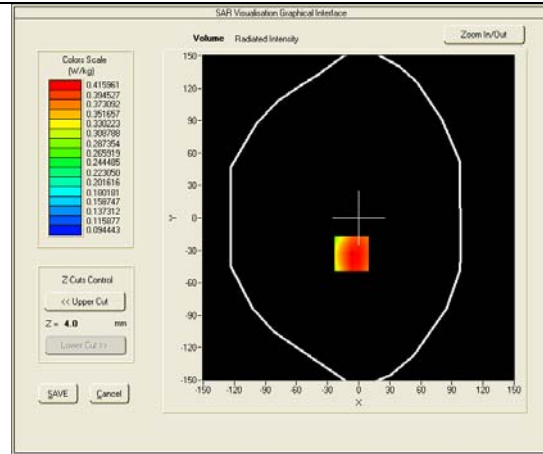 SAR Visualisation Graphical Interface
Volume Radiated Intensity
Zoom In/Out
Colors Scale
(W/kg)
0.415961
0.394527
0.373092
0.351657
0.330223
0.308788
0.287354
0.265919
0.244485
0.223050
0.201616
0.180181
0.158747
0.137312
0.115877
0.094443
Z Cuts Control
<< Upper Cut
Z = 4.0 mm
Lower Cut >>
SAVE Cancel
150
120
90
60
30
0
-30
-60
-90
-120
-150
Y
-150 -120 -90 -60 -30 0 30 60 90 120 150
X